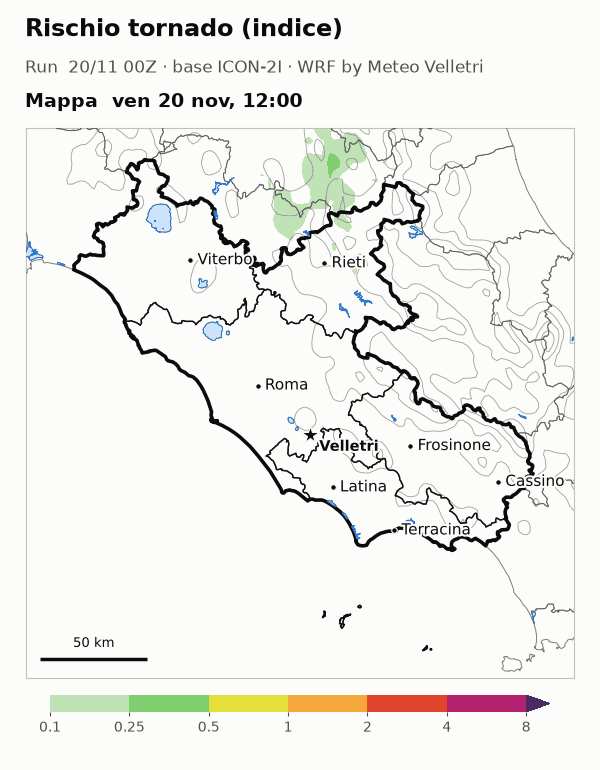 Rischio tornado (indice)
Run  20/11 00Z · base ICON-2I · WRF by Meteo Velletri
Mappa  ven 20 nov, 12:00
Viterbo
Rieti
Roma
Velletri
Frosinone
Latina
Cassino
Terracina
50 km
0.1 0.25 0.5 1 2 4 8